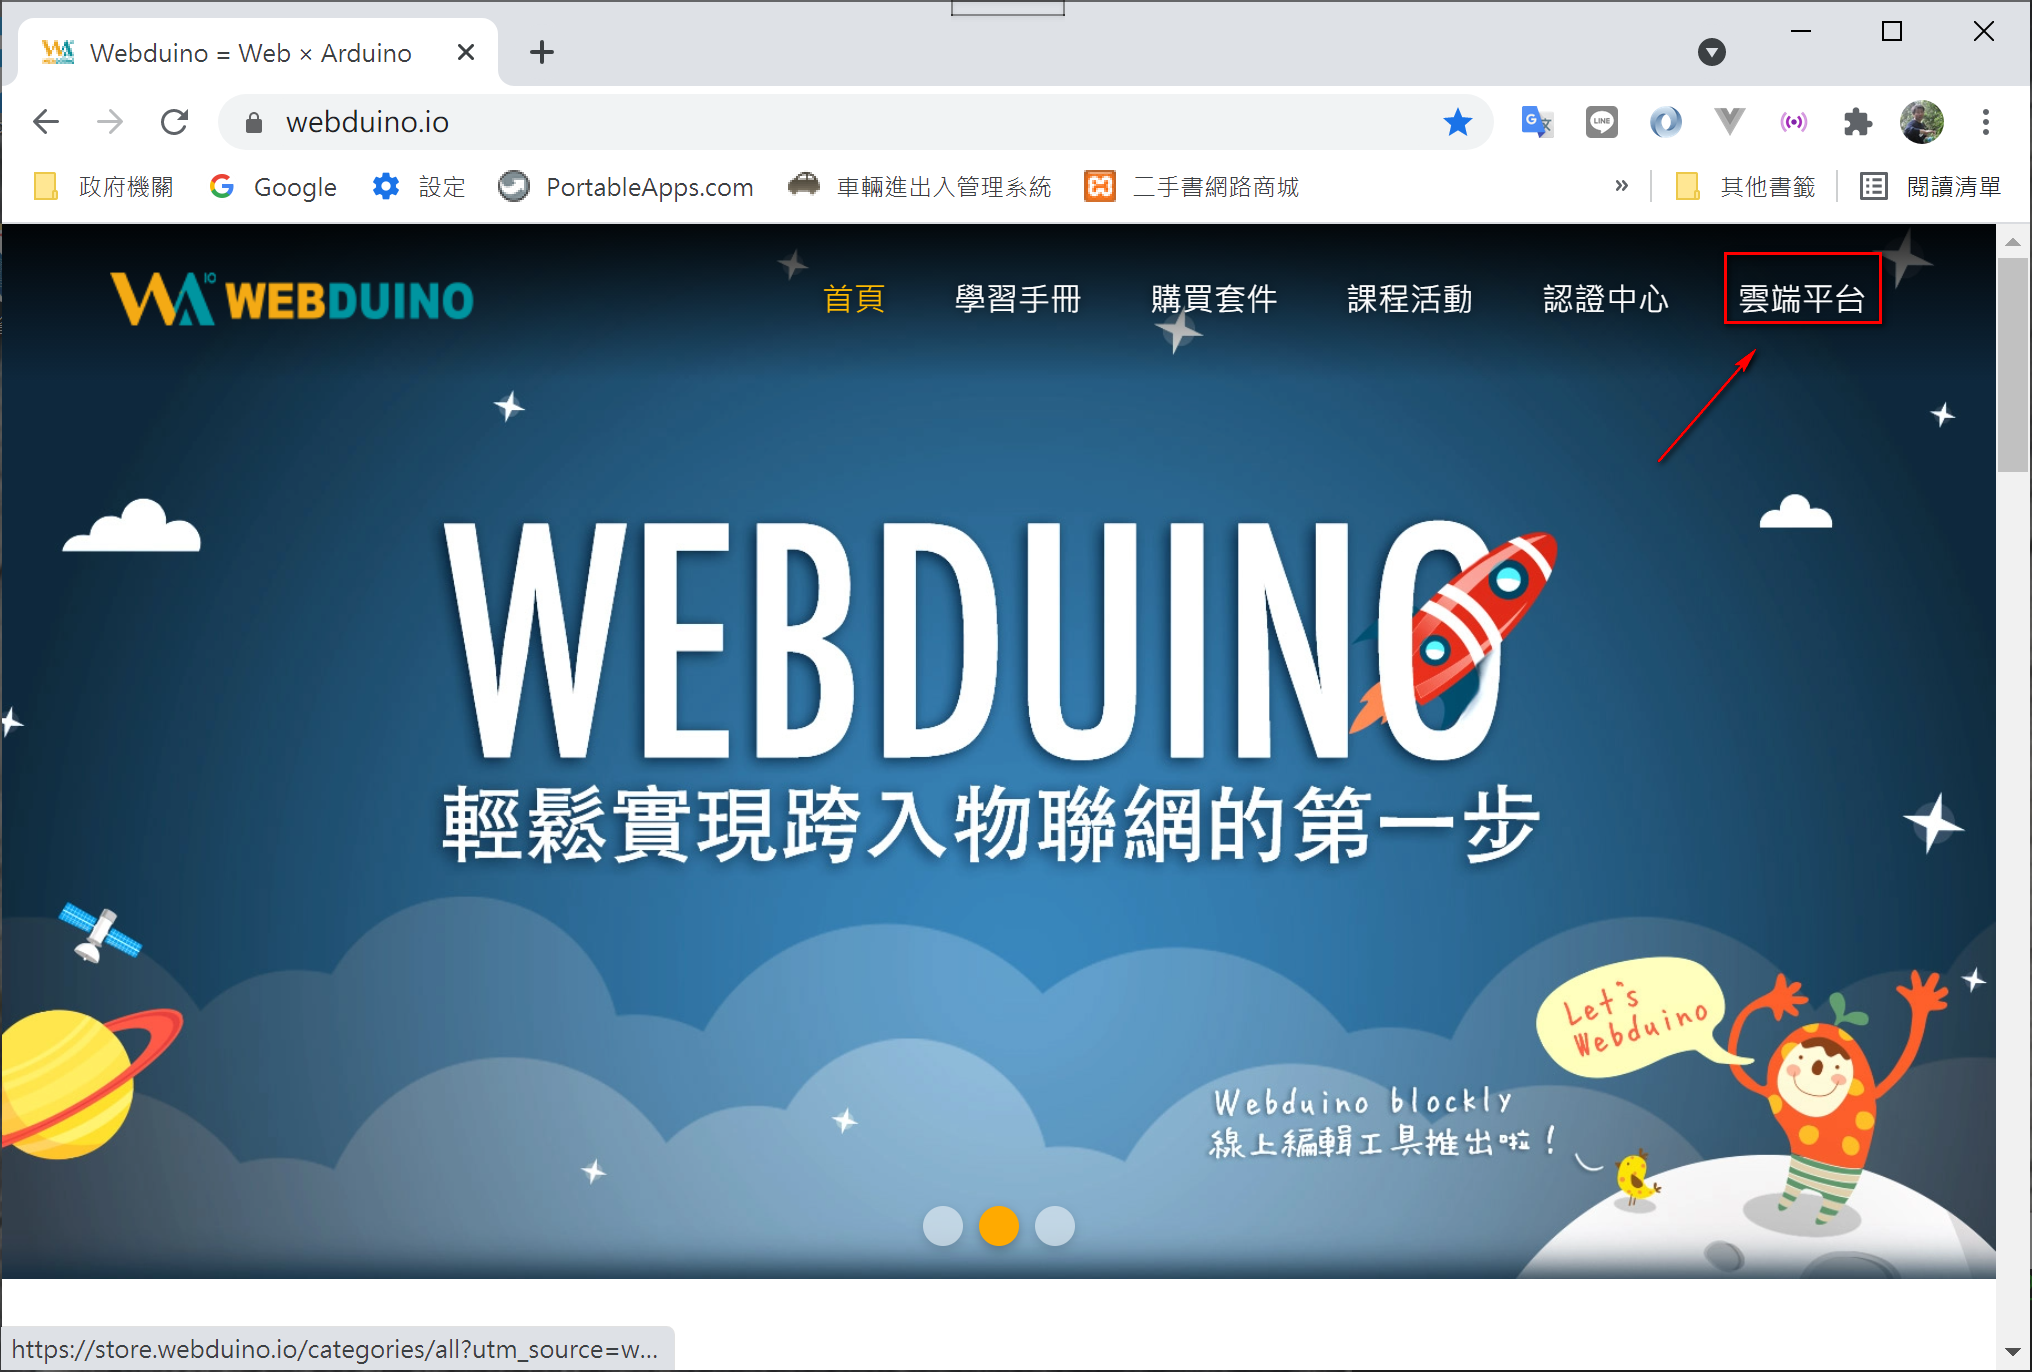 Webduino = Web × Arduino
webduino.io
政府機關 Google 設定 PortableApps.com 車輛進出入管理系統 二手書網路商城 » 其他書籤 閱讀清單
WEBDUINO 首頁 學習手冊 購買套件 課程活動 認證中心 雲端平台
WEBDUINO
輕鬆實現跨入物聯網的第一步
Let's
Webduino
Webduino blockly
線上編輯工具推出啦！
https://store.webduino.io/categories/all?utm_source=w...